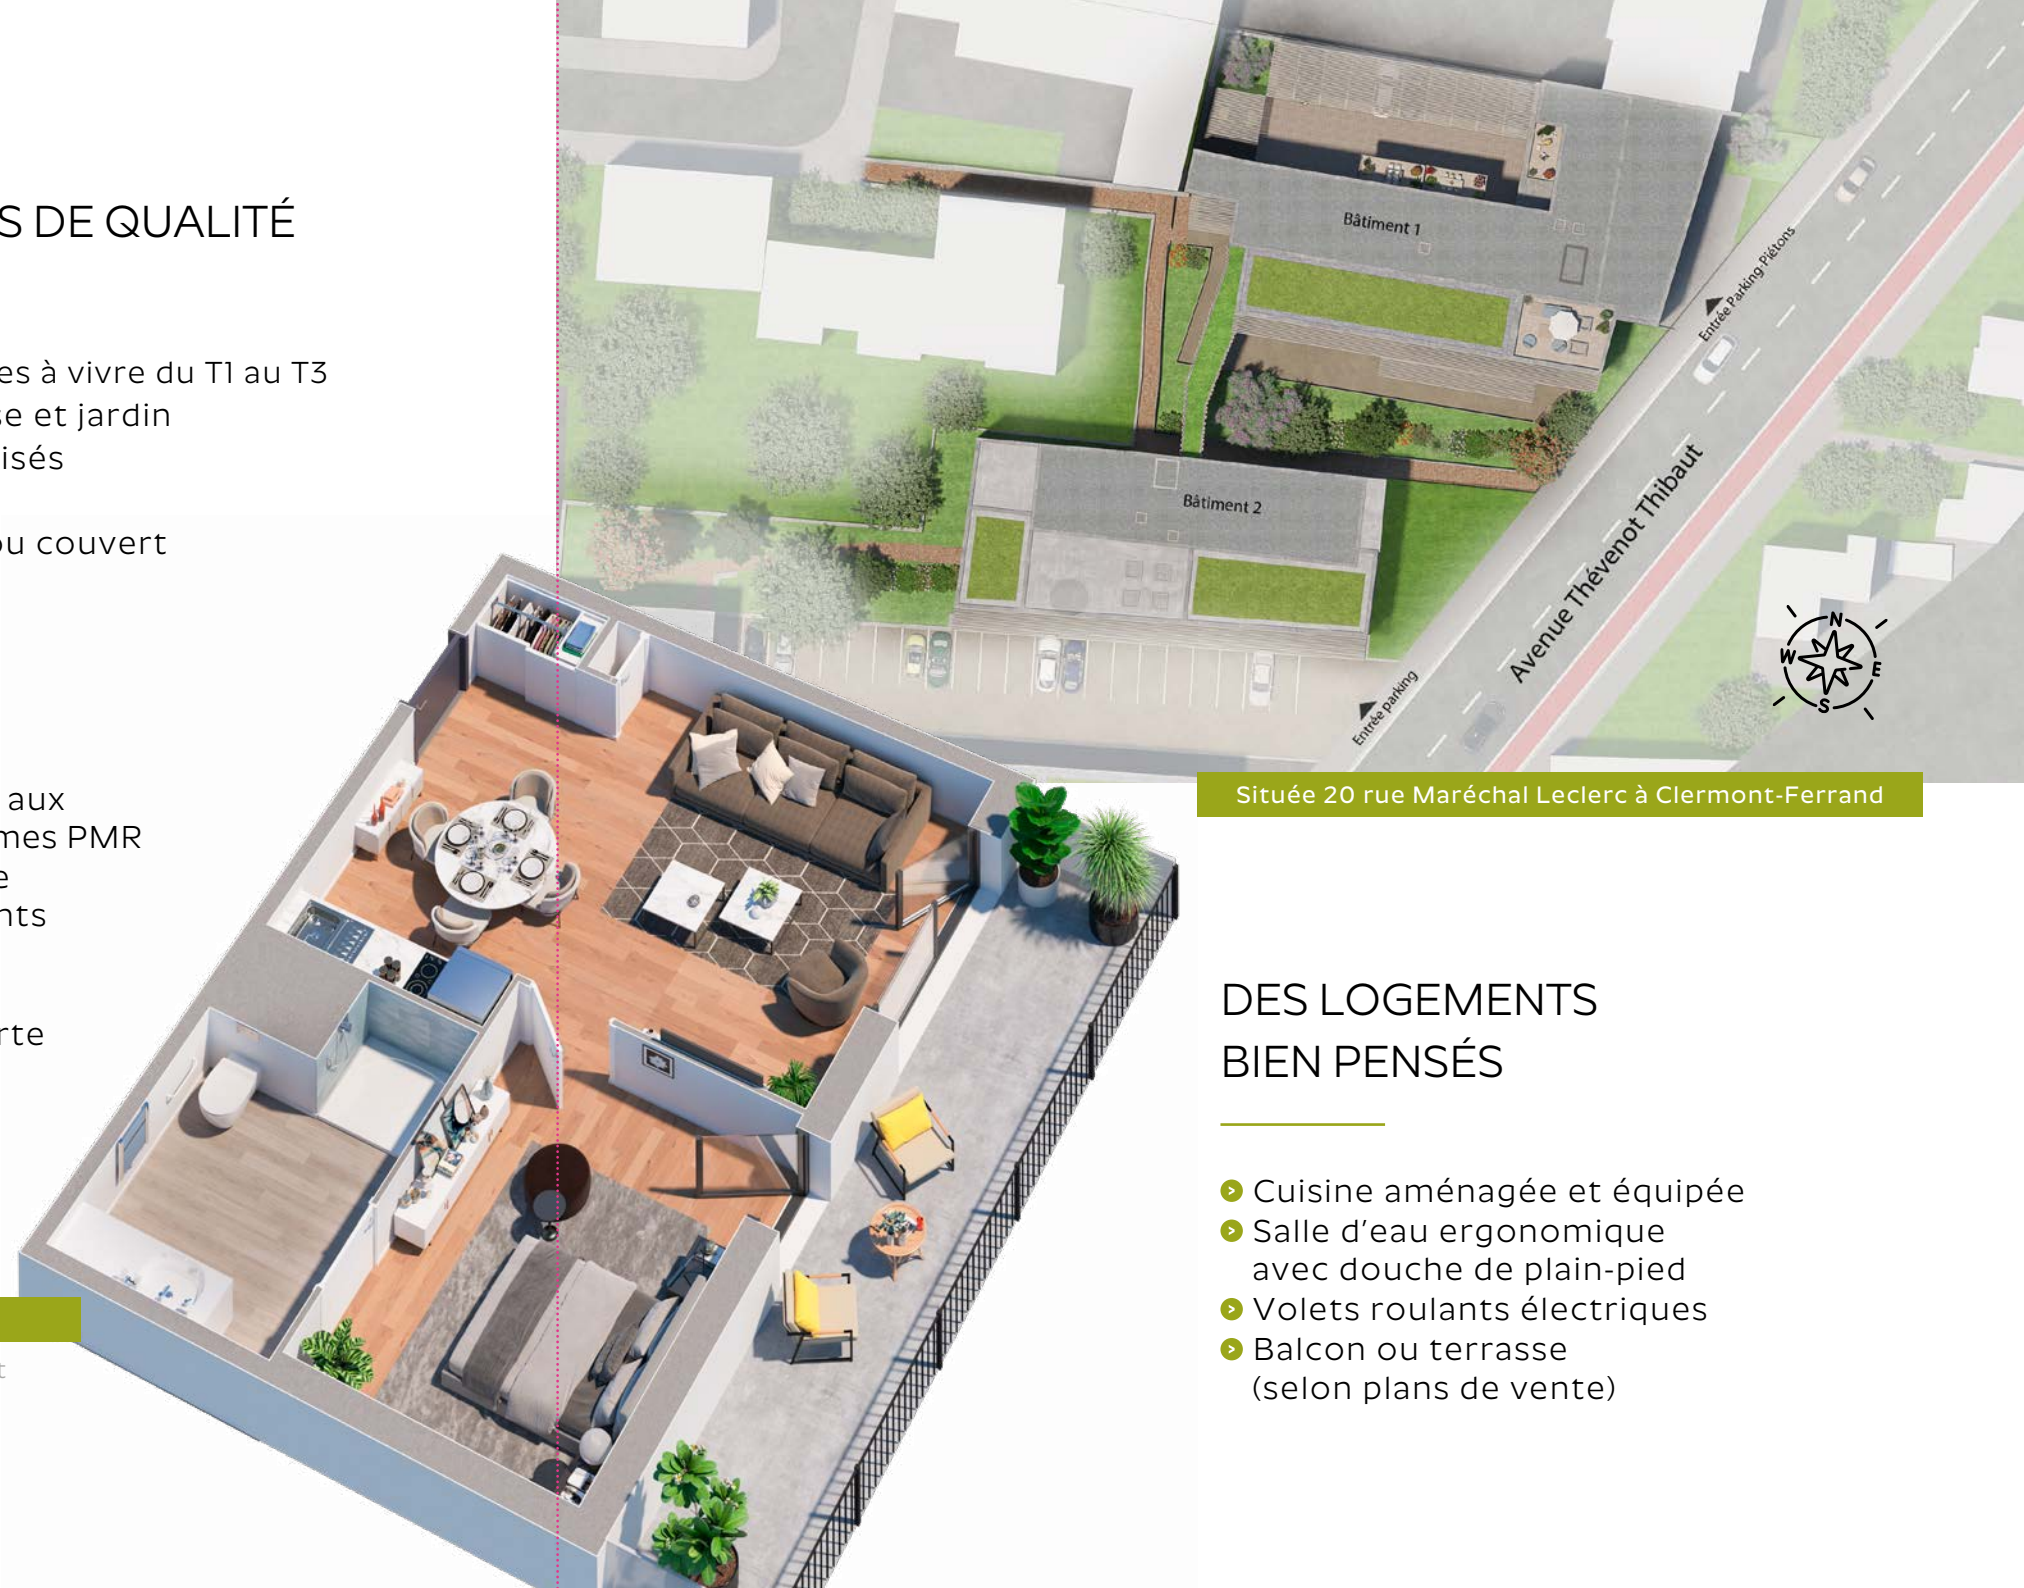 S DE QUALITÉ
es à vivre du T1 au T3
se et jardin
isés
ou couvert
aux
mes PMR
e
nts
rte
t
Bâtiment 1
Entrée Parking-Piétons
Bâtiment 2
Avenue Thévenot Thibaut
Entrée parking
N
W
E
S
Située 20 rue Maréchal Leclerc à Clermont-Ferrand
DES LOGEMENTS
BIEN PENSÉS
Cuisine aménagée et équipée
Salle d’eau ergonomique
avec douche de plain-pied
Volets roulants électriques
Balcon ou terrasse
(selon plans de vente)